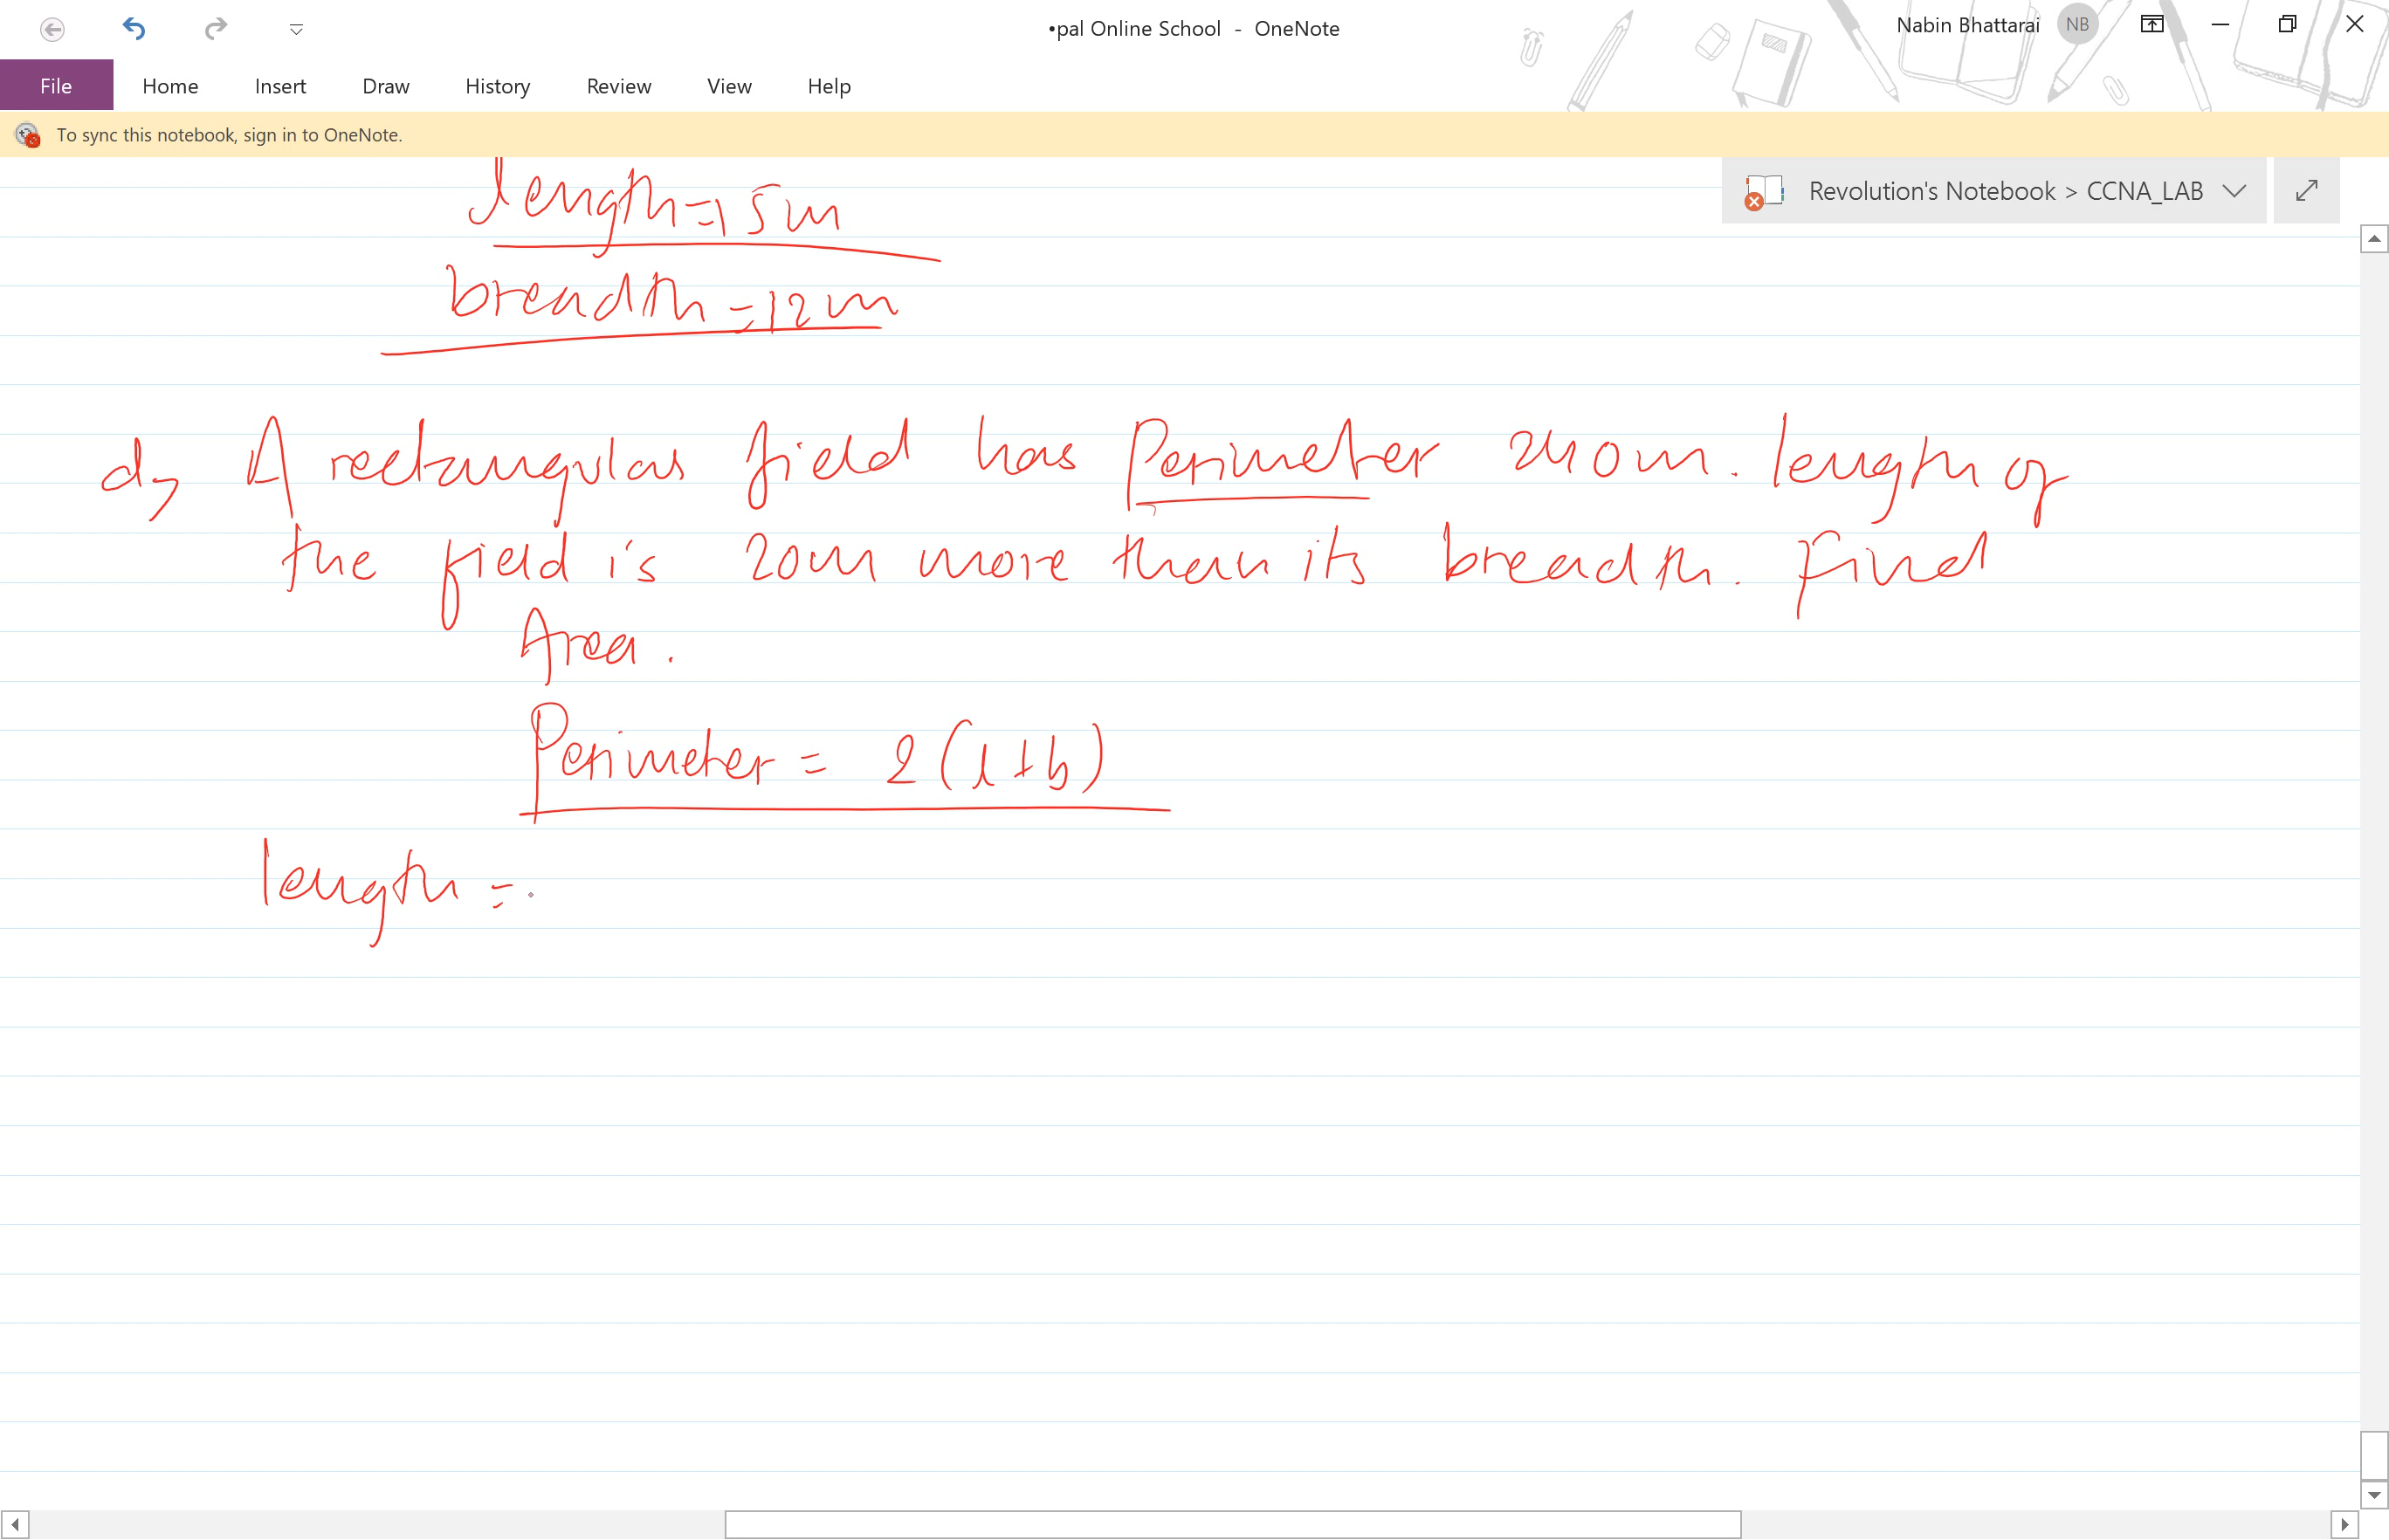 •pal Online School - OneNote
Nabin Bhattarai NB
File Home Insert Draw History Review View Help
To sync this notebook, sign in to OneNote.
Revolution's Notebook > CCNA_LAB
length=15m
breadth=12m
d, A rectangular field has Perimeter 240m. length of
the field is 20m more than its breadth. Find
Area.
Perimeter = 2(l+b)
length =